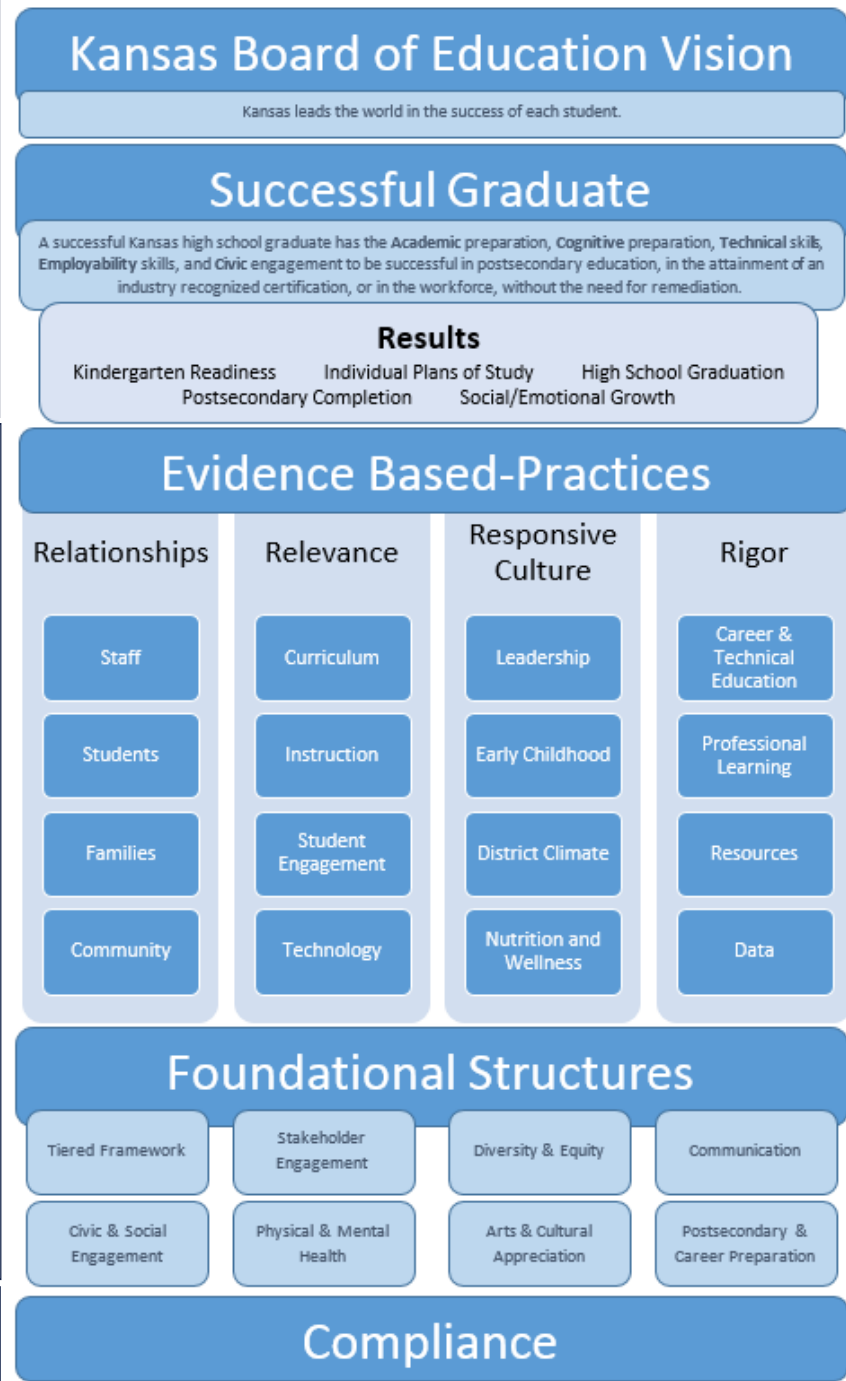 Kansas Board of Education Vision
Kansas leads the world in the success of each student.
Successful Graduate
A successful Kansas high school graduate has the Academic preparation, Cognitive preparation, Technical skills,
Employability skills, and Civic engagement to be successful in postsecondary education, in the attainment of an
industry recognized certification, or in the workforce, without the need for remediation.
Results
Kindergarten Readiness Individual Plans of Study High School Graduation
Postsecondary Completion Social/Emotional Growth
Evidence Based-Practices
Relationships
Staff
Students
Families
Community
Relevance
Curriculum
Instruction
Student
Engagement
Technology
Responsive
Culture
Leadership
Early Childhood
District Climate
Nutrition and
Wellness
Rigor
Career &
Technical
Education
Professional
Learning
Resources
Data
Foundational Structures
Tiered Framework
Stakeholder
Engagement
Diversity & Equity
Communication
Civic & Social
Engagement
Physical & Mental
Health
Arts & Cultural
Appreciation
Postsecondary &
Career Preparation
Compliance